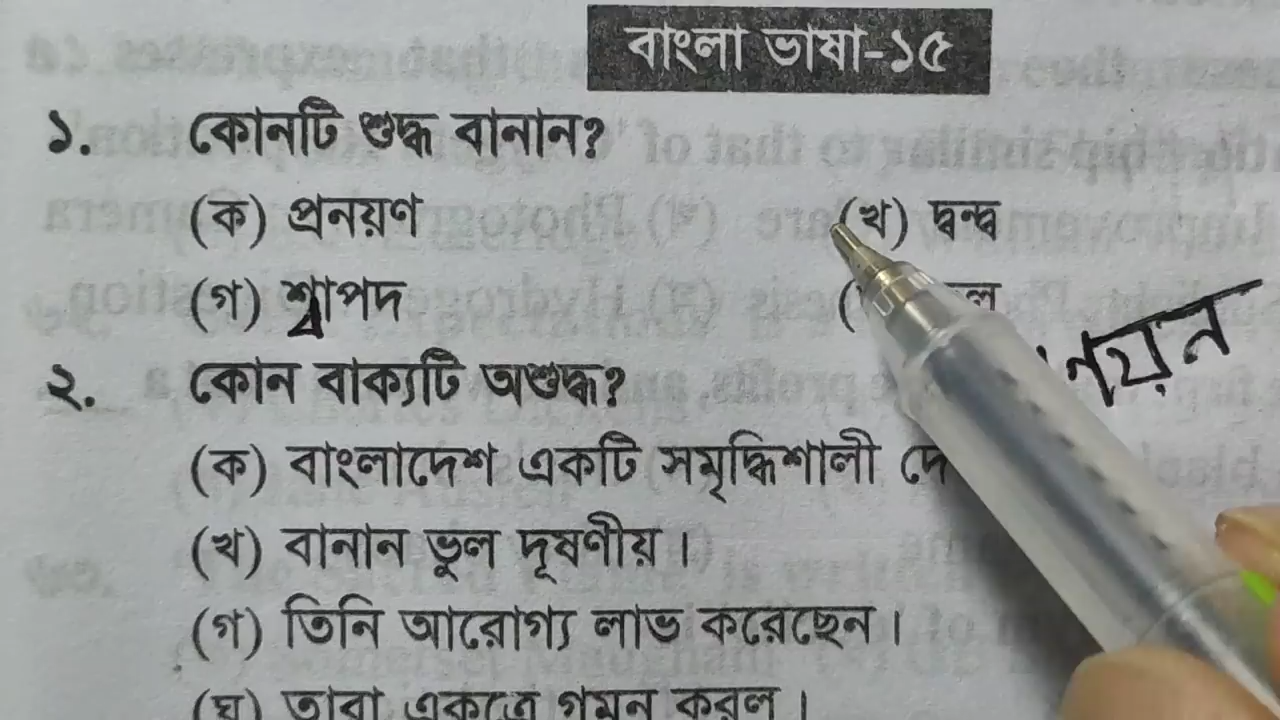 বাংলা ভাষা-১৫
১. কোনটি শুদ্ধ বানান?
(ক) প্রনয়ণ (খ) দ্বন্দ্ব
(গ) শ্বাপদ
২. কোন বাক্যটি অশুদ্ধ?
(ক) বাংলাদেশ একটি সমৃদ্ধিশালী
(খ) বানান ভুল দূষণীয়।
(গ) তিনি আরোগ্য লাভ করেছেন।
(ঘ) তারা একত্রে গমন করল।